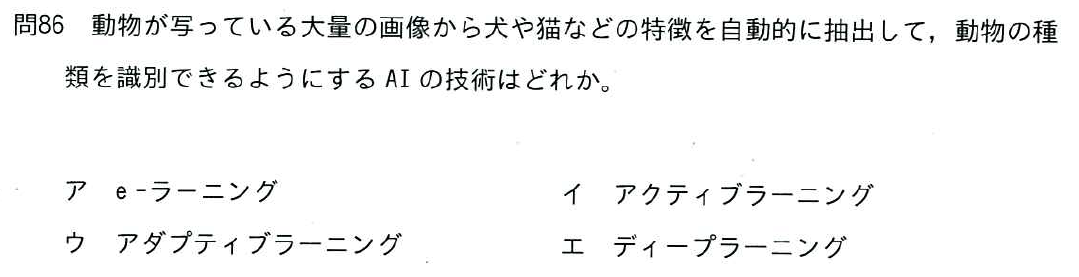 問86 動物が写っている大量の画像から犬や猫などの特徴を自動的に抽出して，動物の種
類を識別できるようにする AI の技術はどれか。
ア e-ラーニング イ アクティブラーニング
ウ アダプティブラーニング エ ディープラーニング